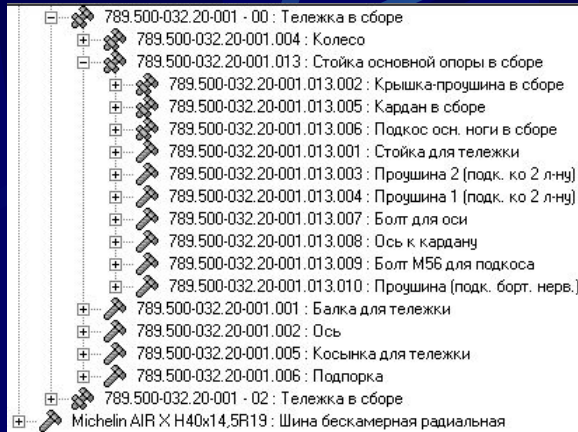 789.500-032.20-001 - 00 : Тележка в сборе
789.500-032.20-001.004 : Колесо
789.500-032.20-001.013 : Стойка основной опоры в сборе
789.500-032.20-001.013.002 : Крышка-проушина в сборе
789.500-032.20-001.013.005 : Кардан в сборе
789.500-032.20-001.013.006 : Подкос осн. ноги в сборе
789.500-032.20-001.013.001 : Стойка для тележки
789.500-032.20-001.013.003 : Проушина 2 (подк. ко 2 л-ну)
789.500-032.20-001.013.004 : Проушина 1 (подк. ко 2 л-ну)
789.500-032.20-001.013.007 : Болт для оси
789.500-032.20-001.013.008 : Ось к кардану
789.500-032.20-001.013.009 : Болт М56 для подкоса
789.500-032.20-001.013.010 : Проушина (подк. борт. нерв.)
789.500-032.20-001.001 : Балка для тележки
789.500-032.20-001.002 : Ось
789.500-032.20-001.005 : Косынка для тележки
789.500-032.20-001.006 : Подпорка
789.500-032.20-001 - 02 : Тележка в сборе
Michelin AIR X H40x14,5R19 : Шина бескамерная радиальная